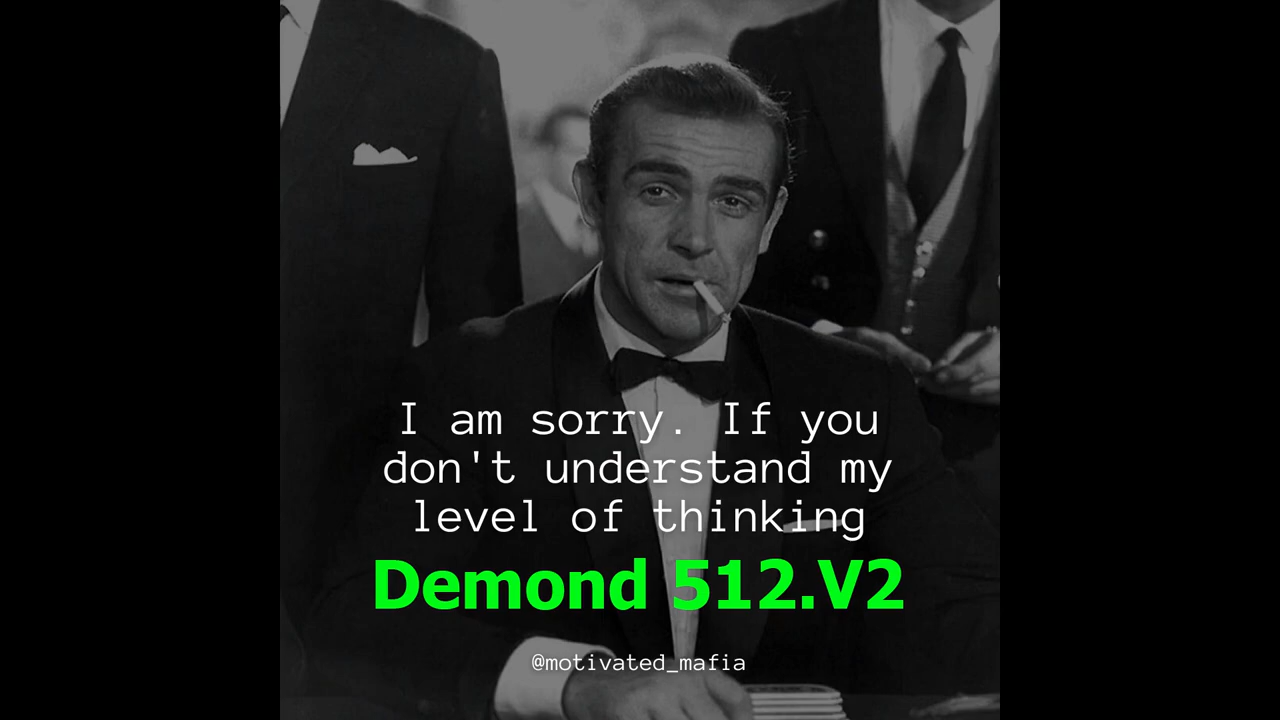 I am sorry. If you
don't understand my
level of thinking
Demond 512.V2
@motivated_mafia